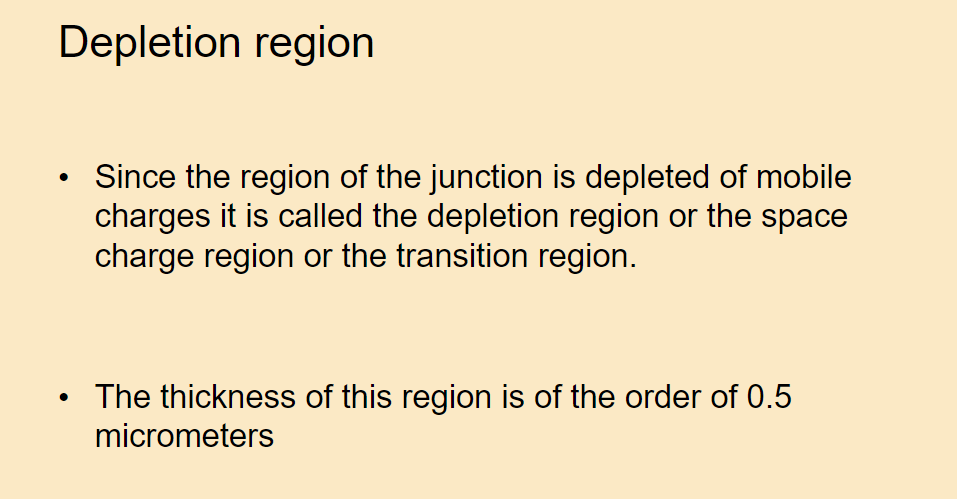 Depletion region
• Since the region of the junction is depleted of mobile
charges it is called the depletion region or the space
charge region or the transition region.
• The thickness of this region is of the order of 0.5
micrometers